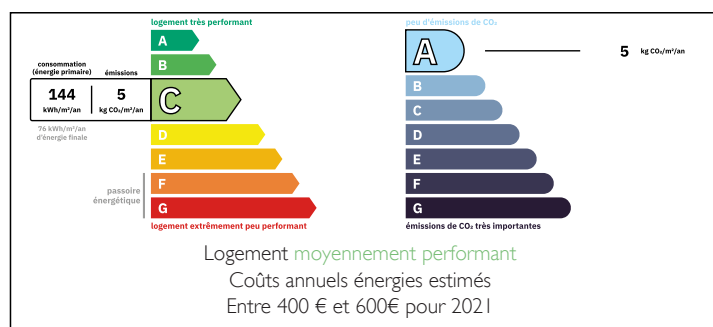 logement très performant
A
B
consommation
(énergie primaire)
émissions
144
kWh/m²/an
5
kg CO₂/m²/an
C
76 kWh/m²/an
d'énergie finale
D
E
passoire
énergétique
F
G
logement extrêmement peu performant
peu d'émissions de CO₂
A
5 kg CO₂/m²/an
B
C
D
E
F
G
émissions de CO₂ très importantes
Logement moyennement performant
Coûts annuels énergies estimés
Entre 400 € et 600€ pour 2021